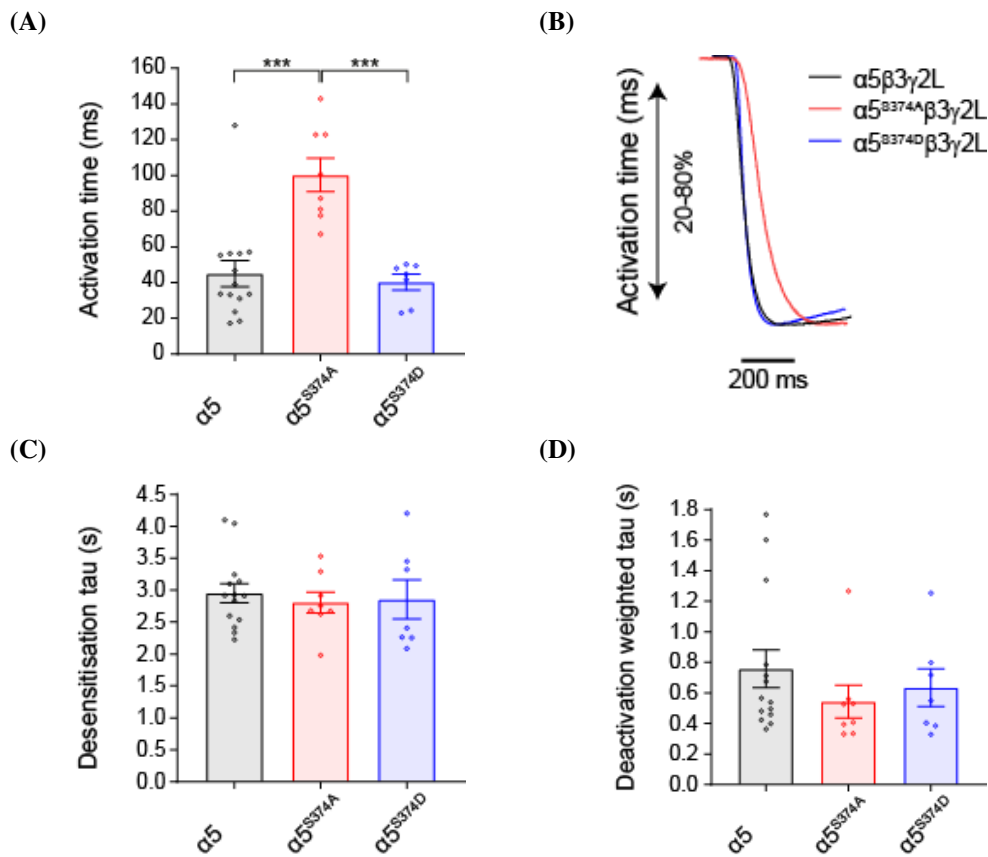 (A)
Activation time (ms)
160
140
120
100
80
60
40
20
0
*** ***
α5
α5S374A
α5S374D
(B)
Activation time (ms)
20-80%
α5β3γ2L
α5S374Aβ3γ2L
α5S374Dβ3γ2L
200 ms
(C)
Desensitisation tau (s)
4.5
4.0
3.5
3.0
2.5
2.0
1.5
1.0
0.5
0.0
α5
α5S374A
α5S374D
(D)
Deactivation weighted tau (s)
1.8
1.6
1.4
1.2
1.0
0.8
0.6
0.4
0.2
0.0
α5
α5S374A
α5S374D